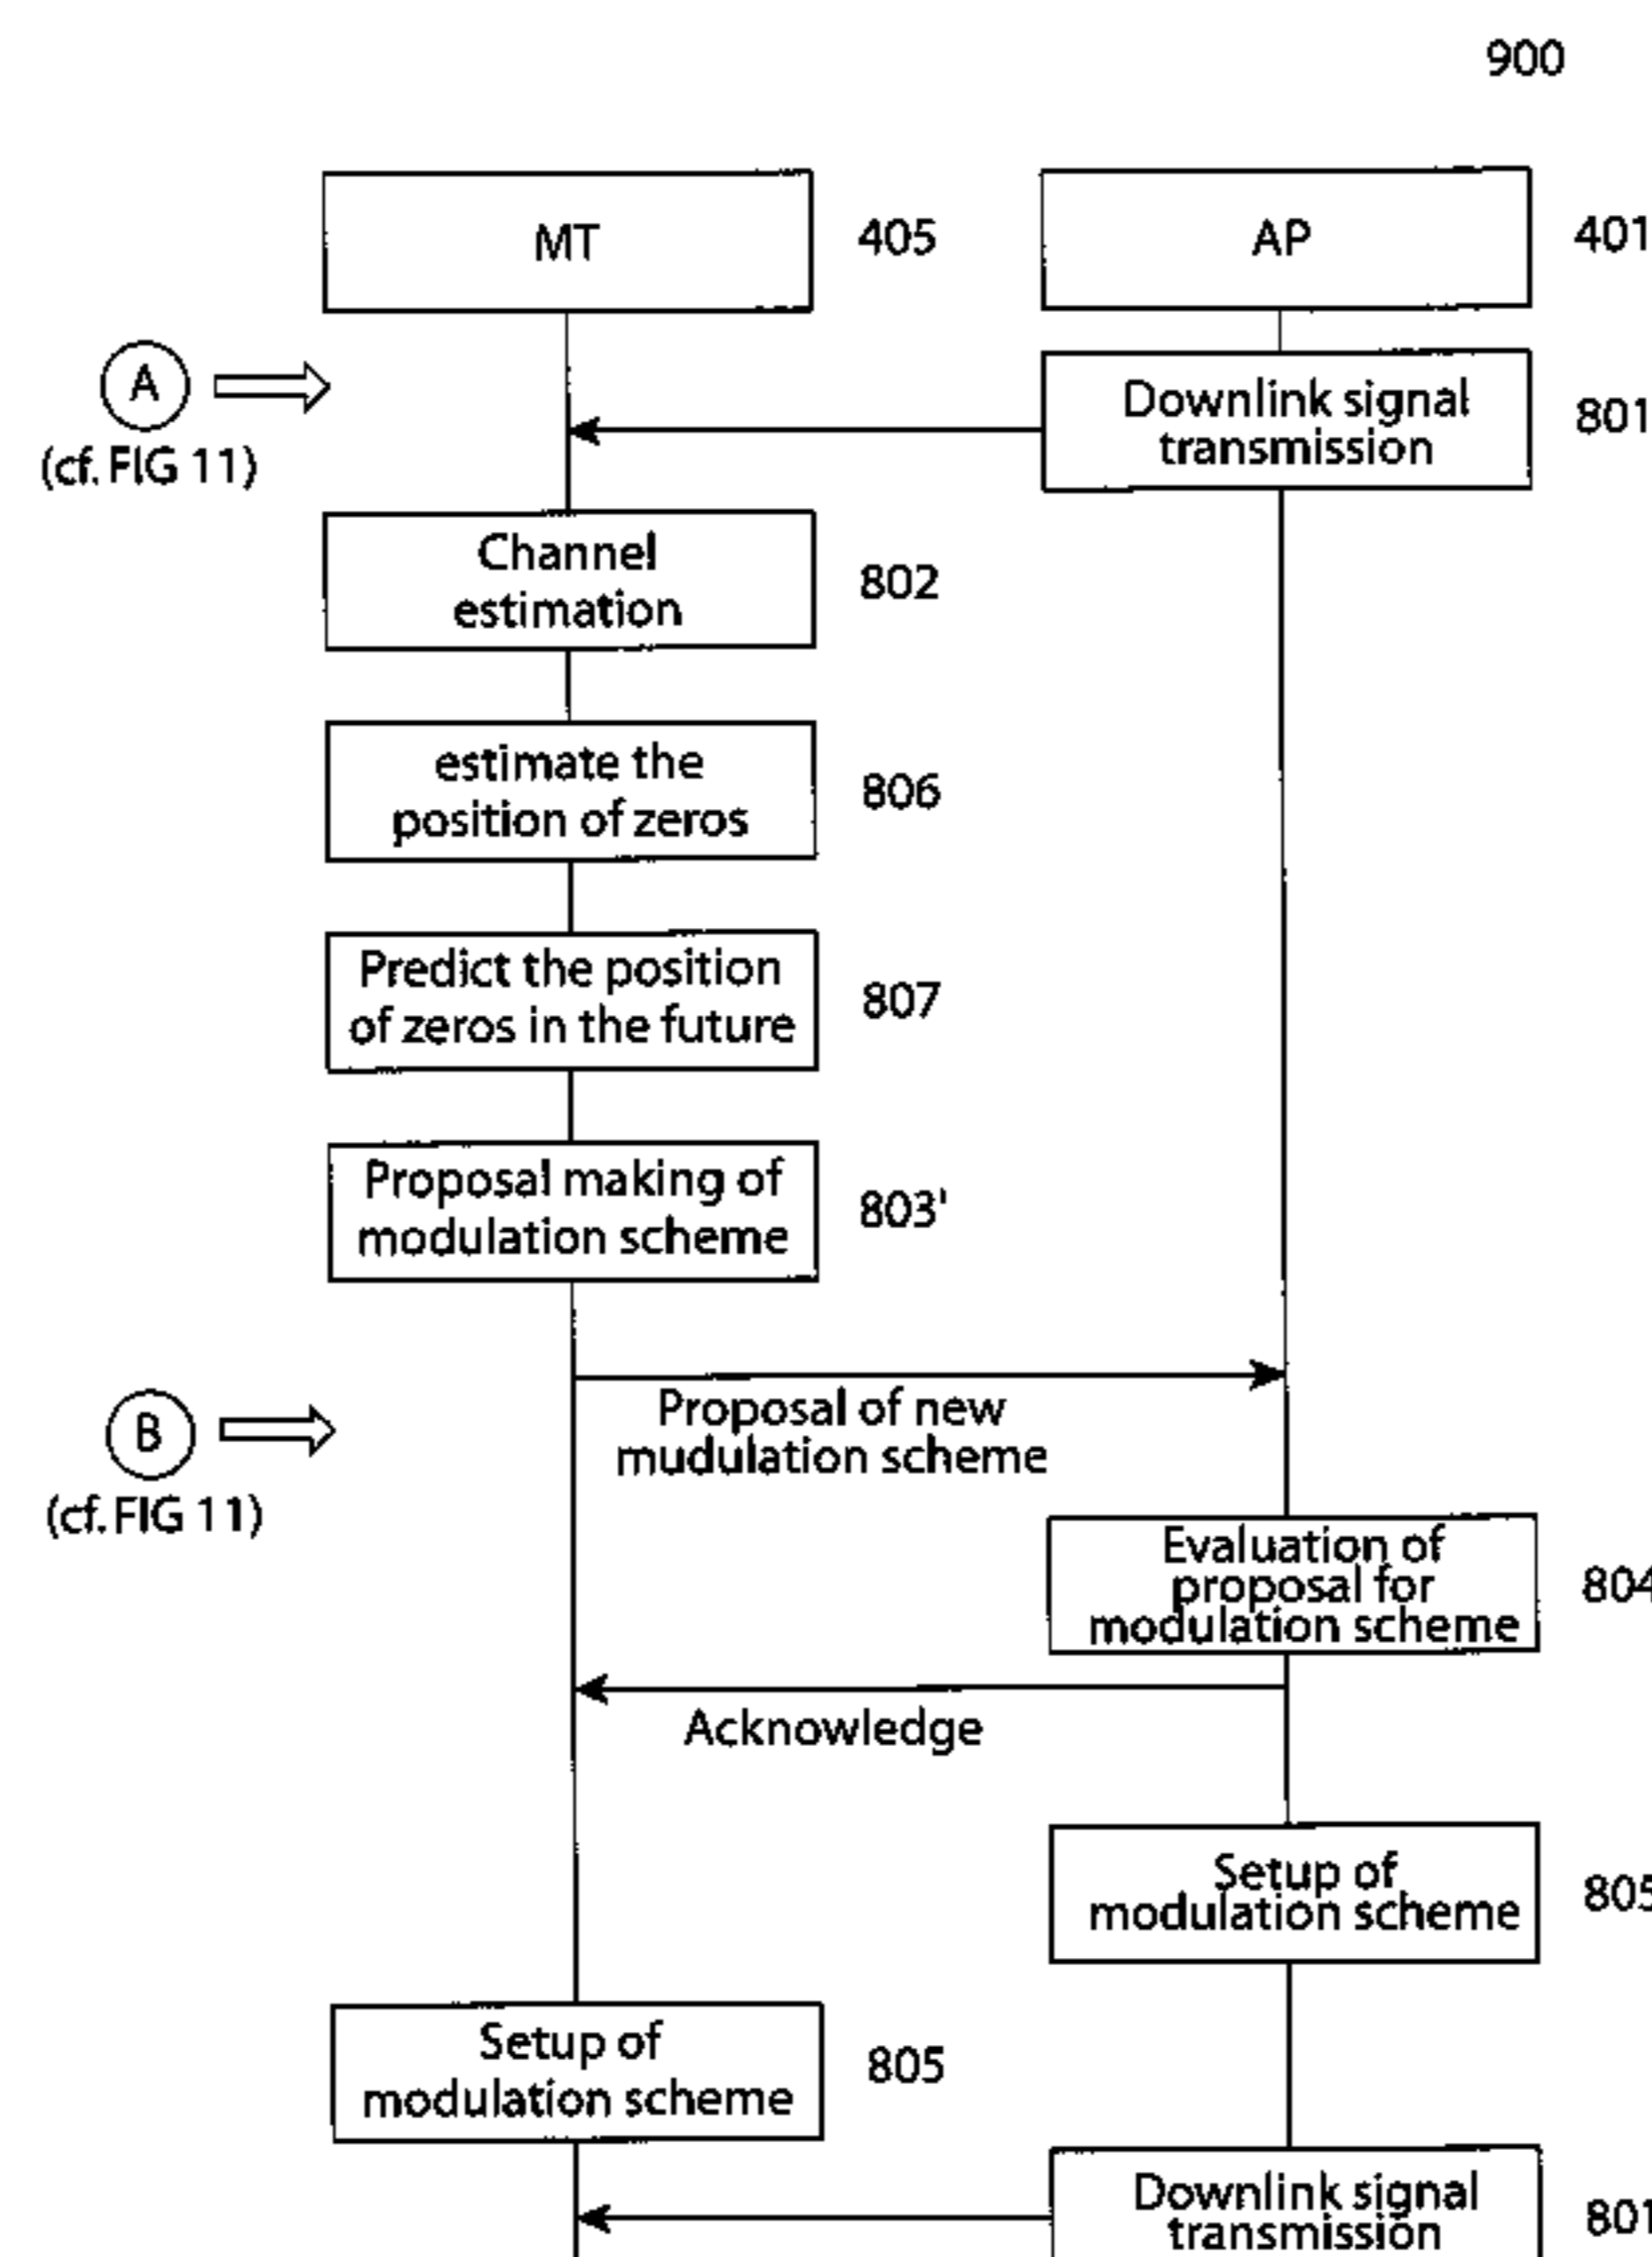 900
MT
405
AP
401
A
(cf. FIG 11)
Downlink signal
transmission
801
Channel
estimation
802
estimate the
position of zeros
806
Predict the position
of zeros in the future
807
Proposal making of
modulation scheme
803'
B
(cf. FIG 11)
Proposal of new
mudulation scheme
Evaluation of
proposal for
modulation scheme
804
Acknowledge
Setup of
modulation scheme
805
Setup of
modulation scheme
805
Downlink signal
transmission
801